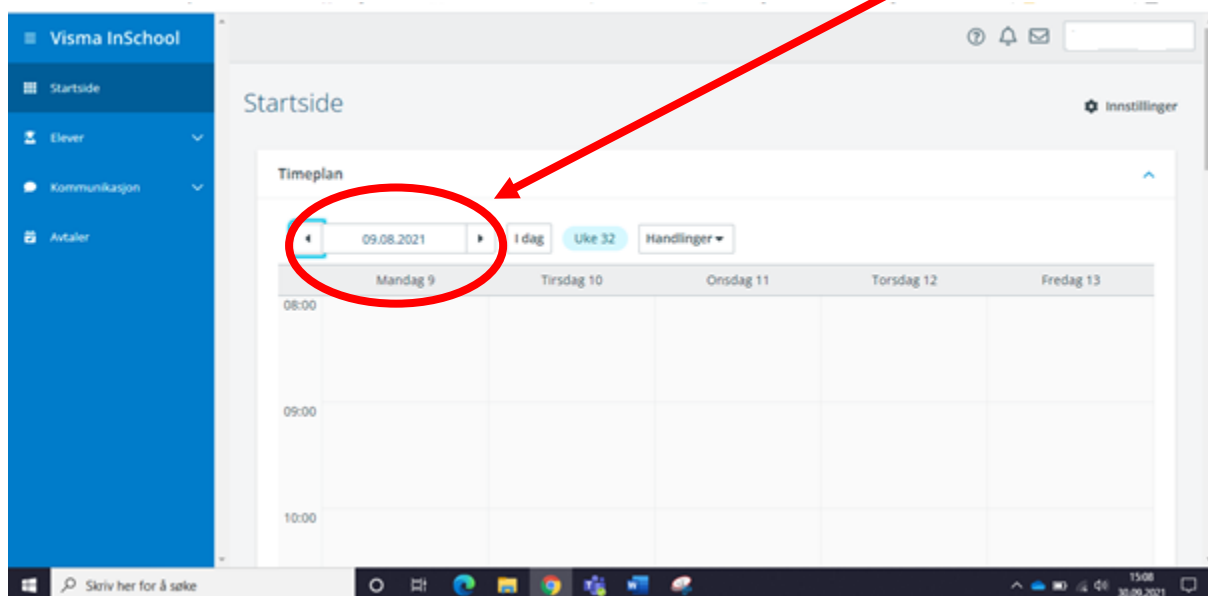 Visma InSchool
Startside
Elever
Kommunikasjon
Avtaler
Startside
Innstillinger
Timeplan
09.08.2021
I dag
Uke 32
Handlinger
Mandag 9
Tirsdag 10
Onsdag 11
Torsdag 12
Fredag 13
08:00
09:00
10:00
Skriv her for å søke
15:08
30.09.2021